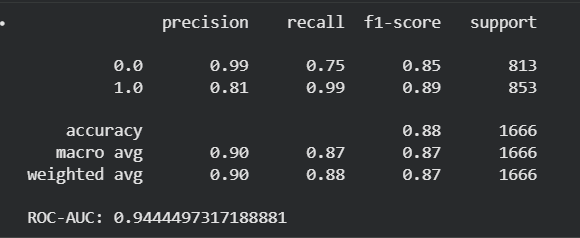 precision recall f1-score support
0.0 0.99 0.75 0.85 813
1.0 0.81 0.99 0.89 853
accuracy 0.88 1666
macro avg 0.90 0.87 0.87 1666
weighted avg 0.90 0.88 0.87 1666
ROC-AUC: 0.9444497317188881